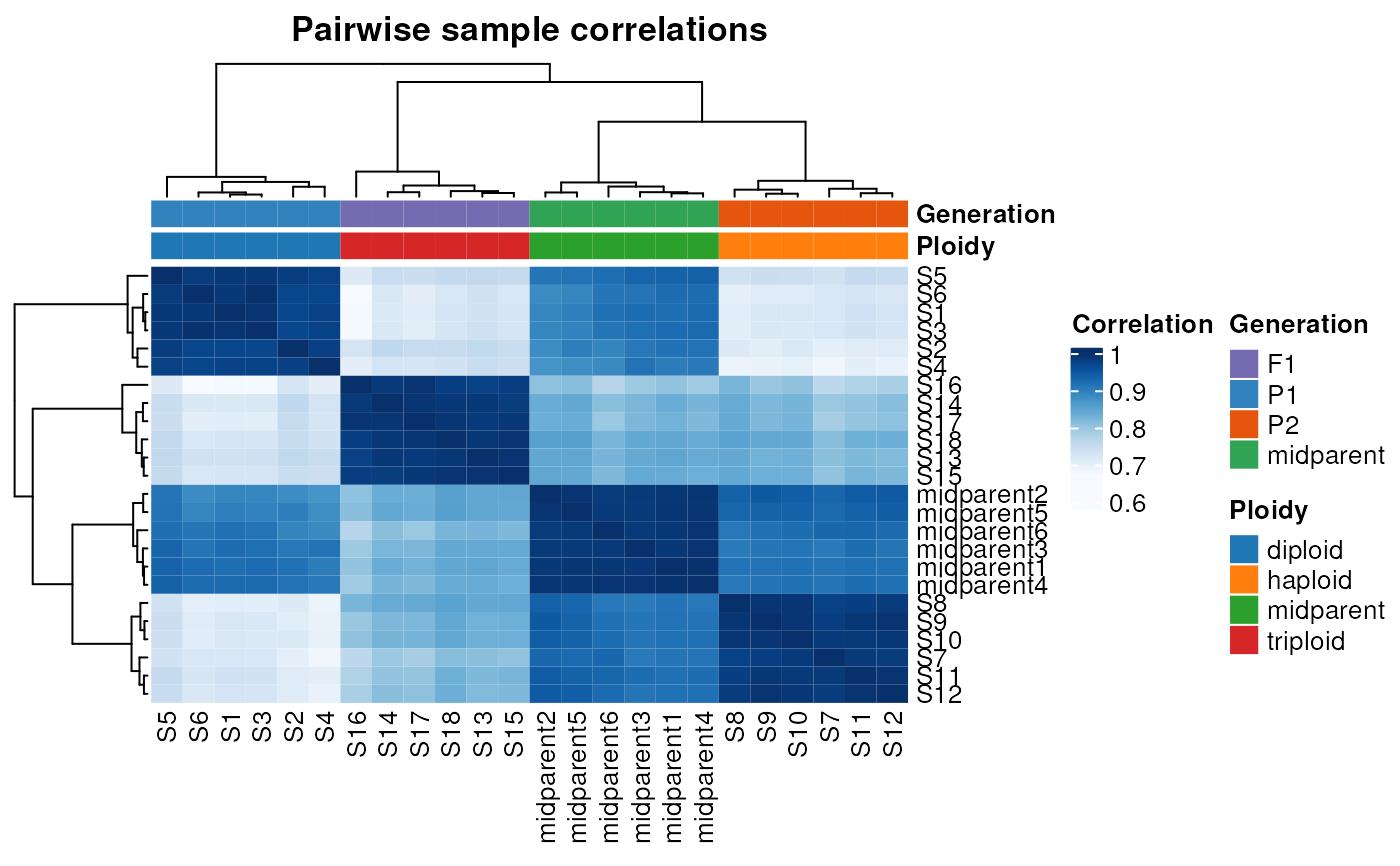 Pairwise sample correlations
Generation
Ploidy
S5
S6
S1
S3
S2
S4
S16
S14
S17
S18
S13
S15
midparent2
midparent5
midparent6
midparent3
midparent1
midparent4
S8
S9
S10
S7
S11
S12
S5 S6 S1 S3 S2 S4 S16 S14 S17 S18 S13 S15 midparent2 midparent5 midparent6 midparent3 midparent1 midparent4 S8 S9 S10 S7 S11 S12
Correlation
1
0.9
0.8
0.7
0.6
Generation
F1
P1
P2
midparent
Ploidy
diploid
haploid
midparent
triploid